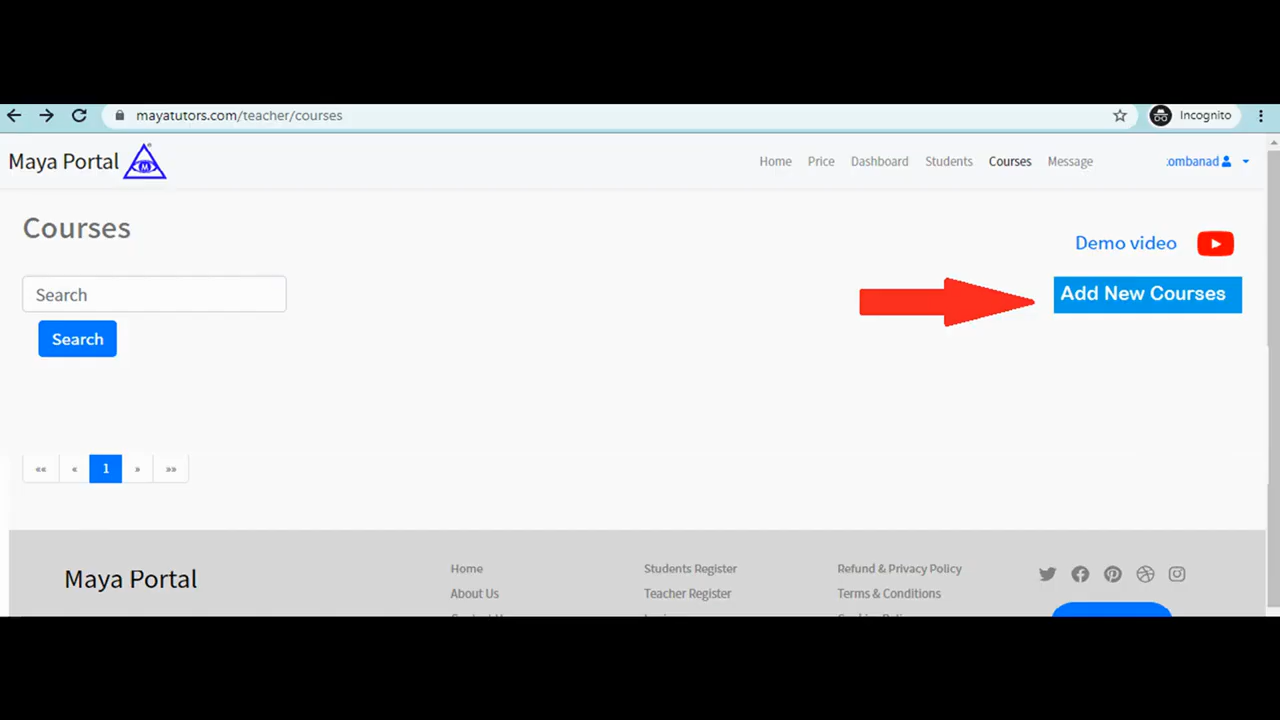 mayatutors.com/teacher/courses
Incognito
Maya Portal
M
Home Price Dashboard Students Courses Message
ombanad
Courses
Demo video
Search
Add New Courses
Search
«« « 1 » »»
Maya Portal
Home
Students Register
Refund & Privacy Policy
About Us
Teacher Register
Terms & Conditions